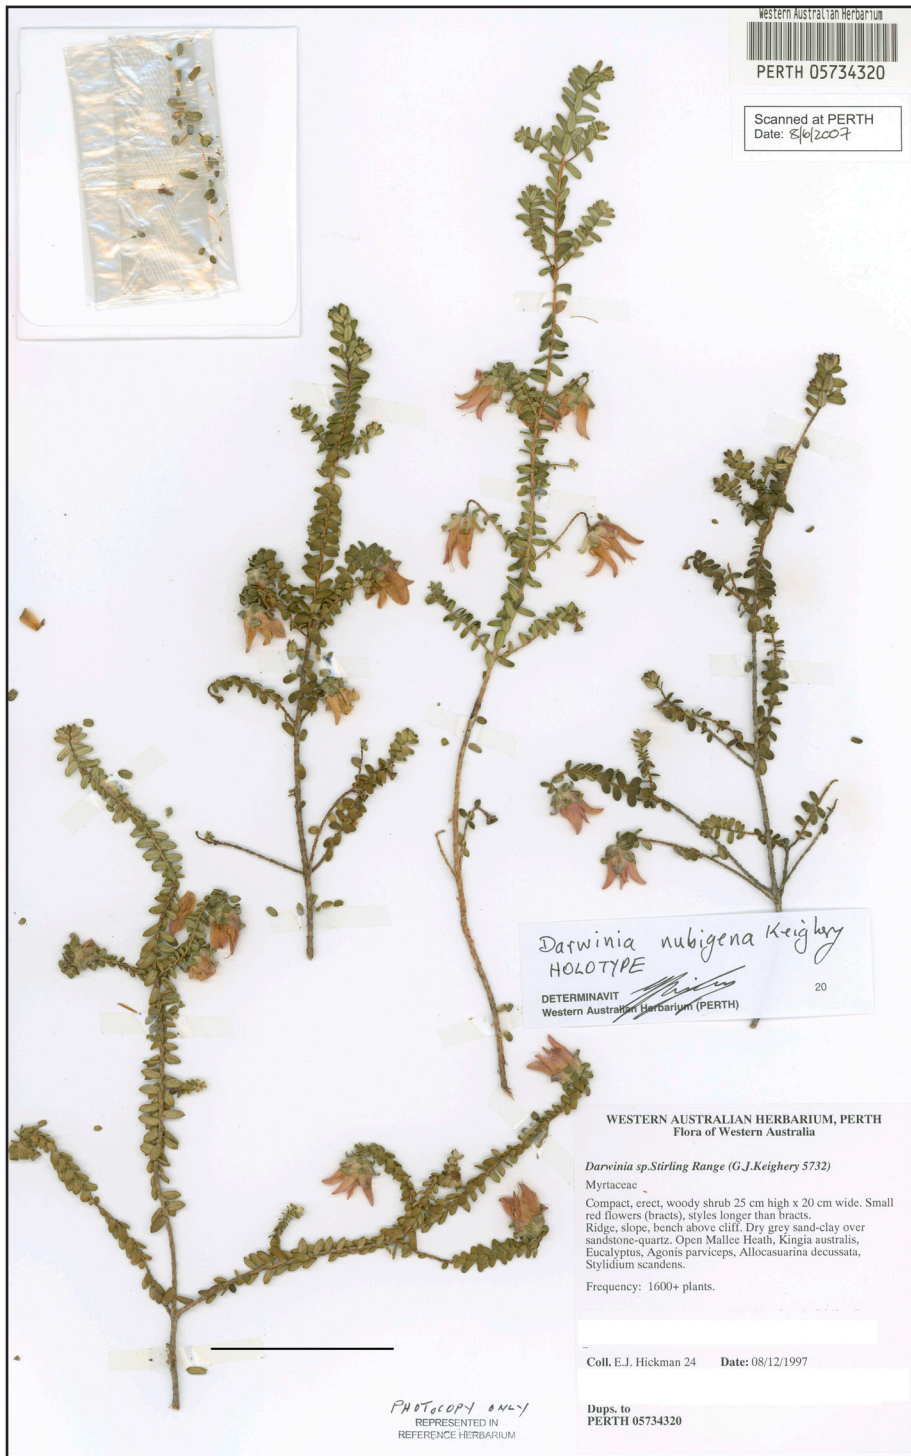 Western Australian Herbarium
PERTH 05734320
Scanned at PERTH
Date: 8/6/2007
Darwinia nubigena Keighery
HOLOTYPE
DETERMINAVIT
20
Western Australian Herbarium (PERTH)
WESTERN AUSTRALIAN HERBARIUM, PERTH
Flora of Western Australia
Darwinia sp.Stirling Range (G.J.Keighery 5732)
Myrtaceae
Compact, erect, woody shrub 25 cm high x 20 cm wide. Small
red flowers (bracts), styles longer than bracts.
Ridge, slope, bench above cliff. Dry grey sand-clay over
sandstone-quartz. Open Mallee Heath, Kingia australis,
Eucalyptus, Agonis parviceps, Allocasuarina decussata,
Stylidium scandens.
Frequency: 1600+ plants.
Coll. E.J. Hickman 24 Date: 08/12/1997
Dups. to
PERTH 05734320
PHOTOCOPY ONLY
REPRESENTED IN
REFERENCE HERBARIUM